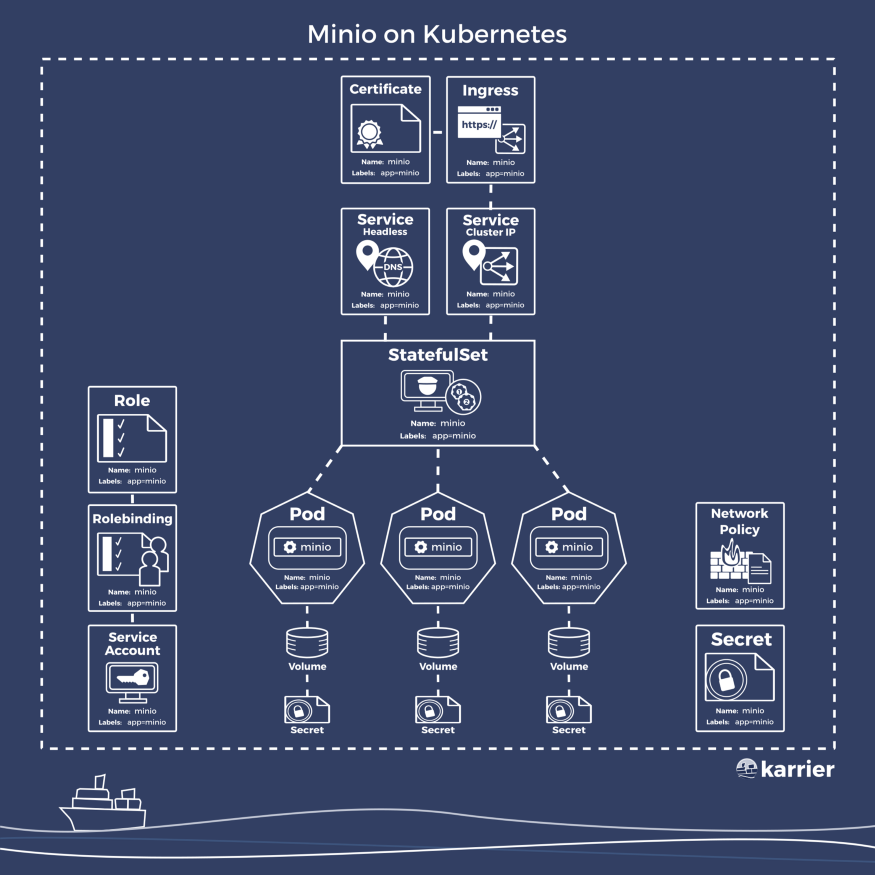 Minio on Kubernetes
Certificate
Name: minio
Labels: app=minio
Ingress
https://
Name: minio
Labels: app=minio
Service
Headless
DNS
Name: minio
Labels: app=minio
Service
Cluster IP
Name: minio
Labels: app=minio
StatefulSet
1
2
Name: minio
Labels: app=minio
Role
Name: minio
Labels: app=minio
Rolebinding
Name: minio
Labels: app=minio
Service
Account
Name: minio
Labels: app=minio
Pod
minio
Name: minio
Labels: app=minio
Pod
minio
Name: minio
Labels: app=minio
Pod
minio
Name: minio
Labels: app=minio
Volume
Volume
Volume
Secret
Secret
Secret
Network
Policy
Name: minio
Labels: app=minio
Secret
Name: minio
Labels: app=minio
karrier